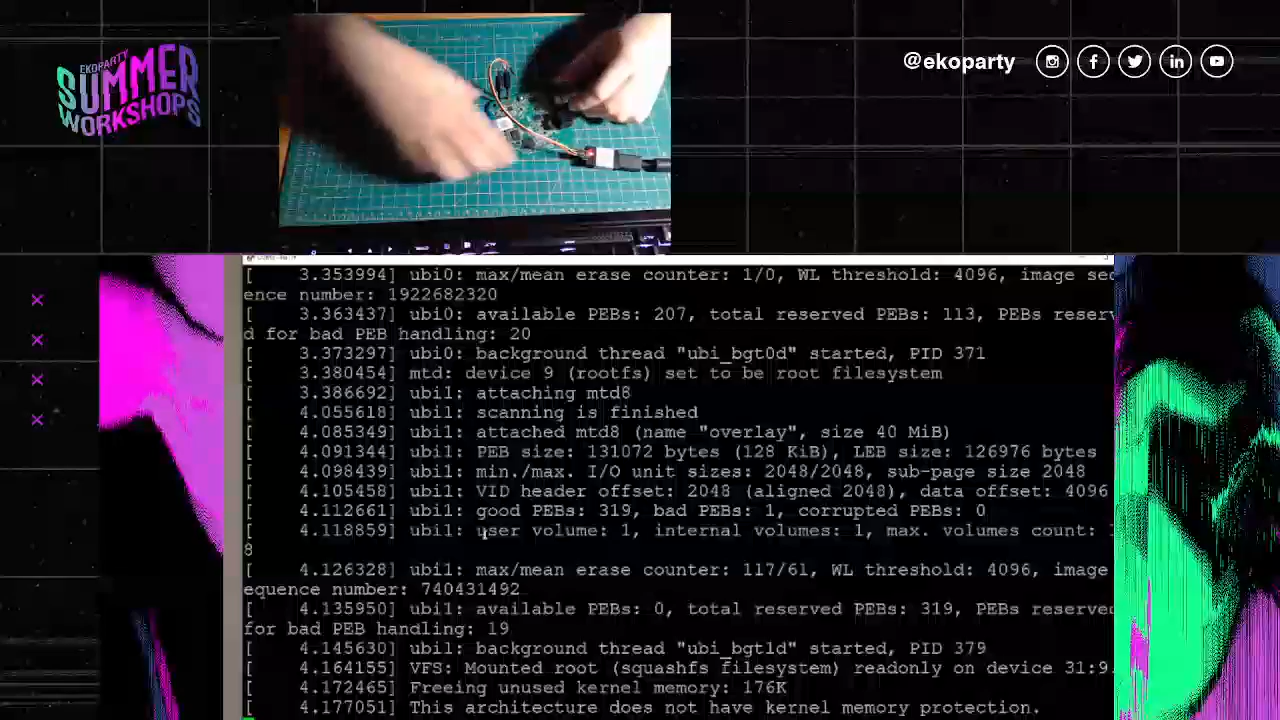 EKOPARTY
SUMMER
WORKSHOPS
@ekoparty
[    3.353994] ubi0: max/mean erase counter: 1/0, WL threshold: 4096, image seq
ence number: 1922682320
[    3.363437] ubi0: available PEBs: 207, total reserved PEBs: 113, PEBs reserv
d for bad PEB handling: 20
[    3.373297] ubi0: background thread "ubi_bgt0d" started, PID 371
[    3.380454] mtd: device 9 (rootfs) set to be root filesystem
[    3.386692] ubi1: attaching mtd8
[    4.055618] ubi1: scanning is finished
[    4.085349] ubi1: attached mtd8 (name "overlay", size 40 MiB)
[    4.091344] ubi1: PEB size: 131072 bytes (128 KiB), LEB size: 126976 bytes
[    4.098439] ubi1: min./max. I/O unit sizes: 2048/2048, sub-page size 2048
[    4.105458] ubi1: VID header offset: 2048 (aligned 2048), data offset: 4096
[    4.112661] ubi1: good PEBs: 319, bad PEBs: 1, corrupted PEBs: 0
[    4.118859] ubi1: user volume: 1, internal volumes: 1, max. volumes count:
8
[    4.126328] ubi1: max/mean erase counter: 117/61, WL threshold: 4096, image
equence number: 740431492
[    4.135950] ubi1: available PEBs: 0, total reserved PEBs: 319, PEBs reserved
for bad PEB handling: 19
[    4.145630] ubi1: background thread "ubi_bgt1d" started, PID 379
[    4.164155] VFS: Mounted root (squashfs filesystem) readonly on device 31:9.
[    4.172465] Freeing unused kernel memory: 176K
[    4.177051] This architecture does not have kernel memory protection.